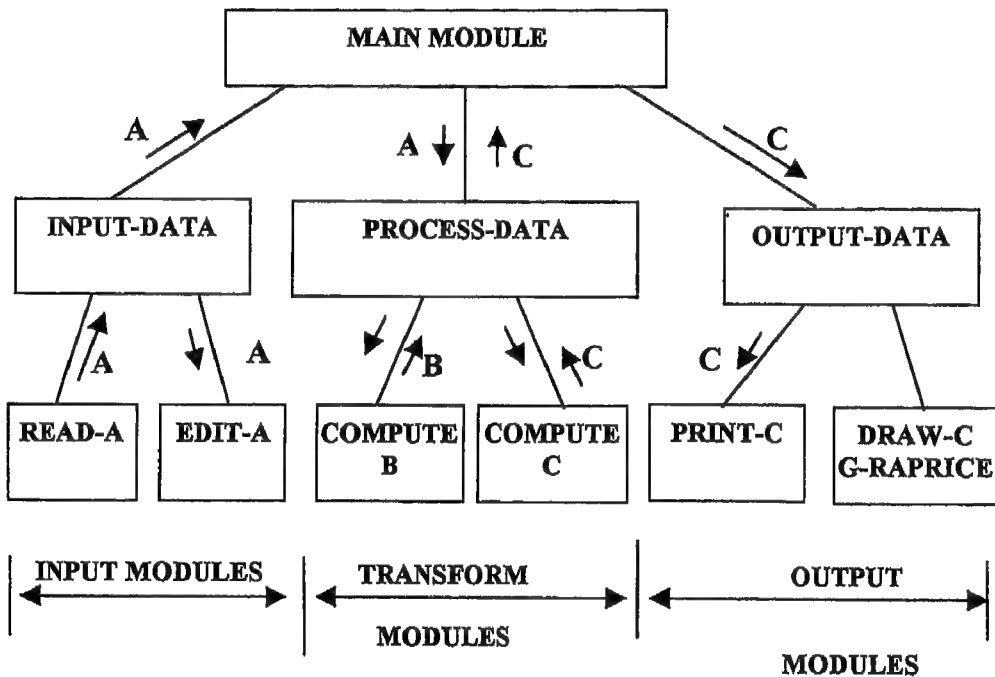 MAIN MODULE
A
A
C
C
INPUT-DATA
PROCESS-DATA
OUTPUT-DATA
A
A
B
C
C
READ-A
EDIT-A
COMPUTE
B
COMPUTE
C
PRINT-C
DRAW-C
G-RAPRICE
INPUT MODULES
TRANSFORM
MODULES
OUTPUT
MODULES